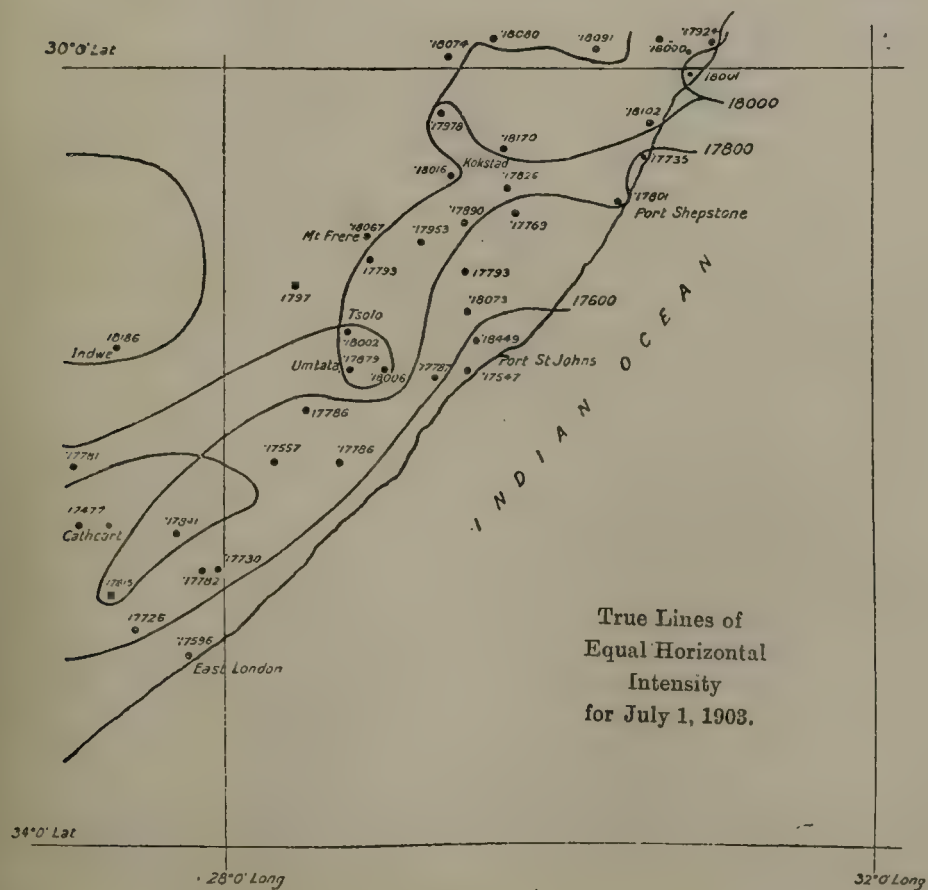 30°0' Lat
·18074
·18080
·18091
·17924
18000
·18001
18000
·17978
·18170
·18102
17800
·18016
Kokstad
·17826
·17735
·17801
Port Shepstone
·18067
Mt Frere
·17953
·17890
·17769
·17793
·17793
1797
·18073
17600
Tsolo
·18002
·18449
·18186
Indwe
Umtata
·17879
·18006
·17787
Port St Johns
·17547
INDIAN OCEAN
·17786
·17781
·17557
·17786
·17477
Cathcart
·17841
·17730
·17782
·17726
·17596
East London
True Lines of
Equal Horizontal
Intensity
for July 1, 1903.
34°0' Lat
28°0' Long
32°0' Long